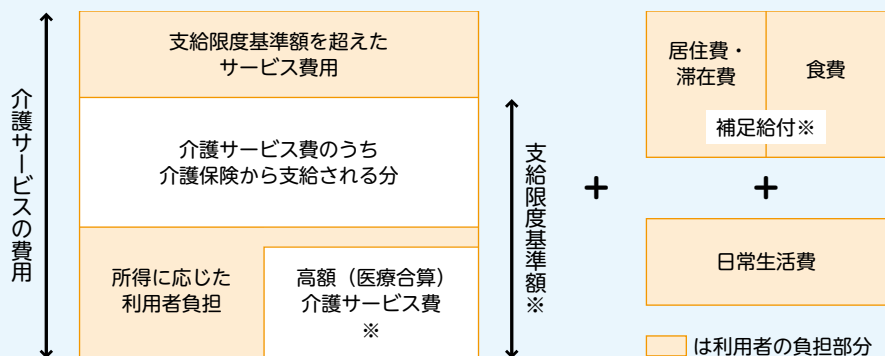 介護サービスの費用
支給限度基準額を超えた
サービス費用
介護サービス費のうち
介護保険から支給される分
所得に応じた
利用者負担
高額（医療合算）
介護サービス費
※
支給限度基準額※
+
居住費・
滞在費
食費
補足給付※
+
日常生活費
は利用者の負担部分